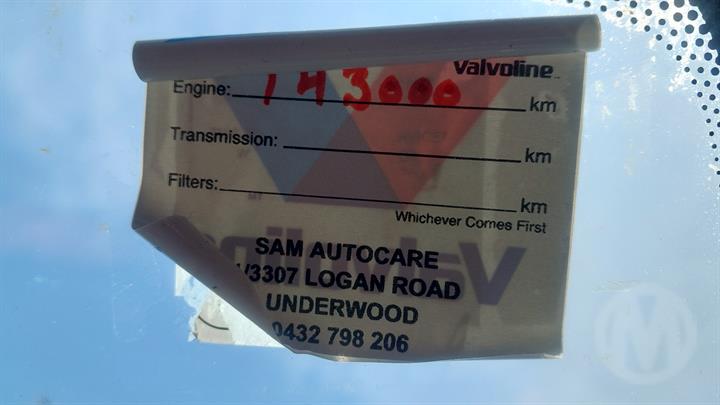 Valvoline
Engine: 143000 km
Transmission: km
Filters: km
Whichever Comes First
SAM AUTOCARE
/3307 LOGAN ROAD
UNDERWOOD
0432 798 206
M